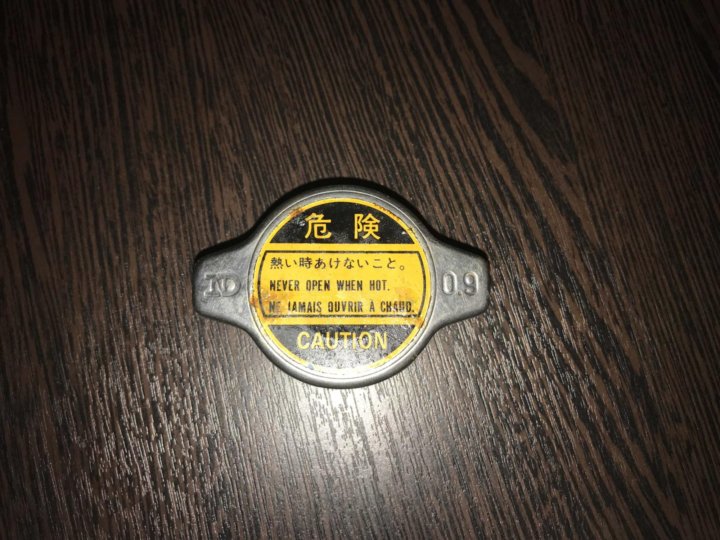 危険
熱い時あけないこと。
NEVER OPEN WHEN HOT.
NE JAMAIS OUVRIR À CHAUD.
CAUTION
ND
0.9